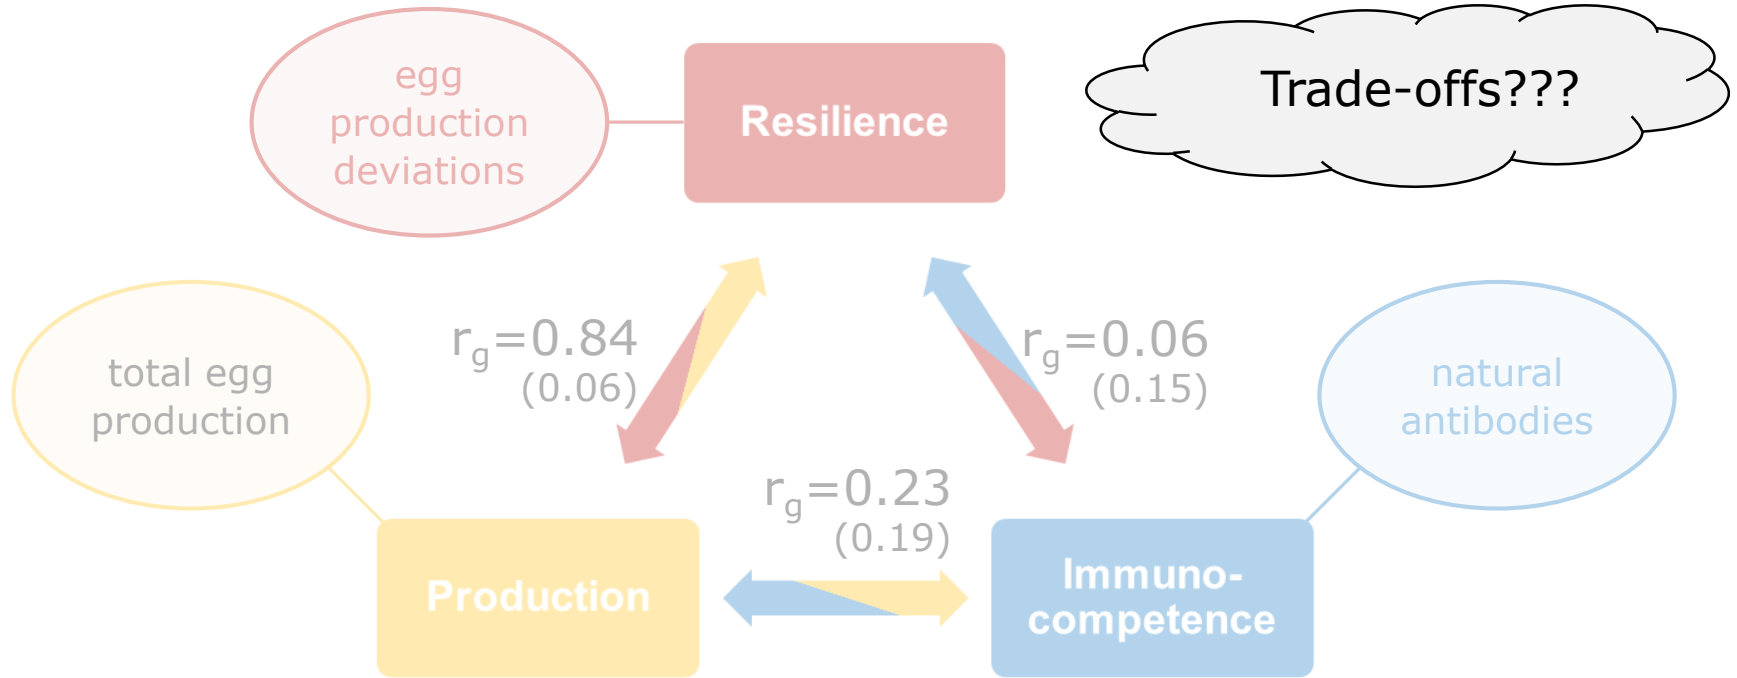 egg
production
deviations
Resilience
Trade-offs???
total egg
production
rg=0.84
(0.06)
rg=0.06
(0.15)
natural
antibodies
rg=0.23
(0.19)
Production
Immuno-
competence